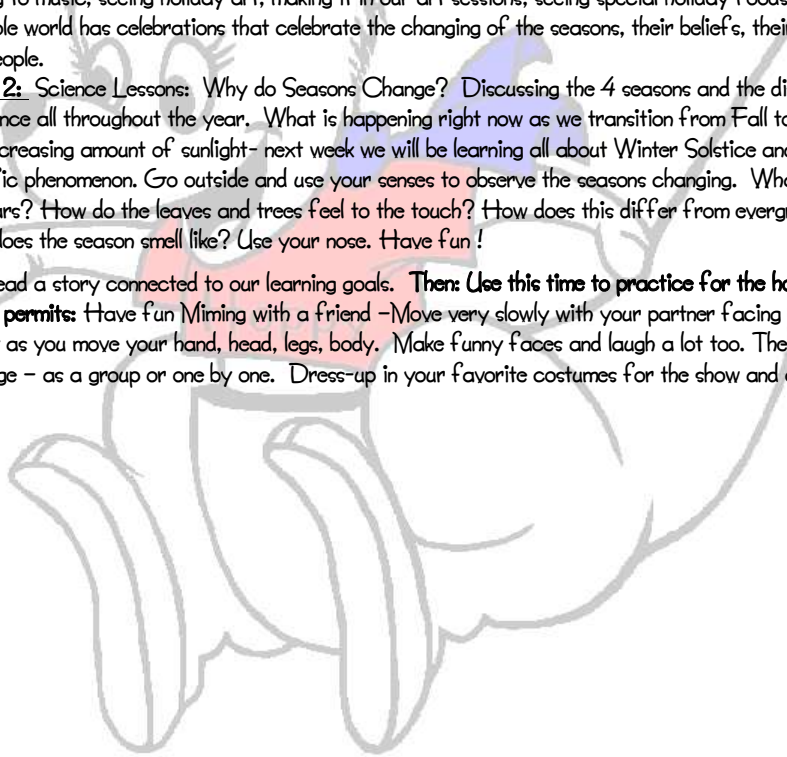 g to music, seeing holiday art, making it in our art sessions, seeing special holiday foods
ole world has celebrations that celebrate the changing of the seasons, their beliefs, their
eople.
2: Science Lessons: Why do Seasons Change? Discussing the 4 seasons and the di
nce all throughout the year. What is happening right now as we transition from Fall to
creasing amount of sunlight- next week we will be learning all about Winter Solstice and
ic phenomenon. Go outside and use your senses to observe the seasons changing. Wha
ars? How do the leaves and trees feel to the touch? How does this differ from evergr
does the season smell like? Use your nose. Have fun !
ead a story connected to our learning goals. Then: Use this time to practice for the ho
permits: Have fun Miming with a friend –Move very slowly with your partner facing
as you move your hand, head, legs, body. Make funny faces and laugh a lot too. The
ge – as a group or one by one. Dress-up in your favorite costumes for the show and